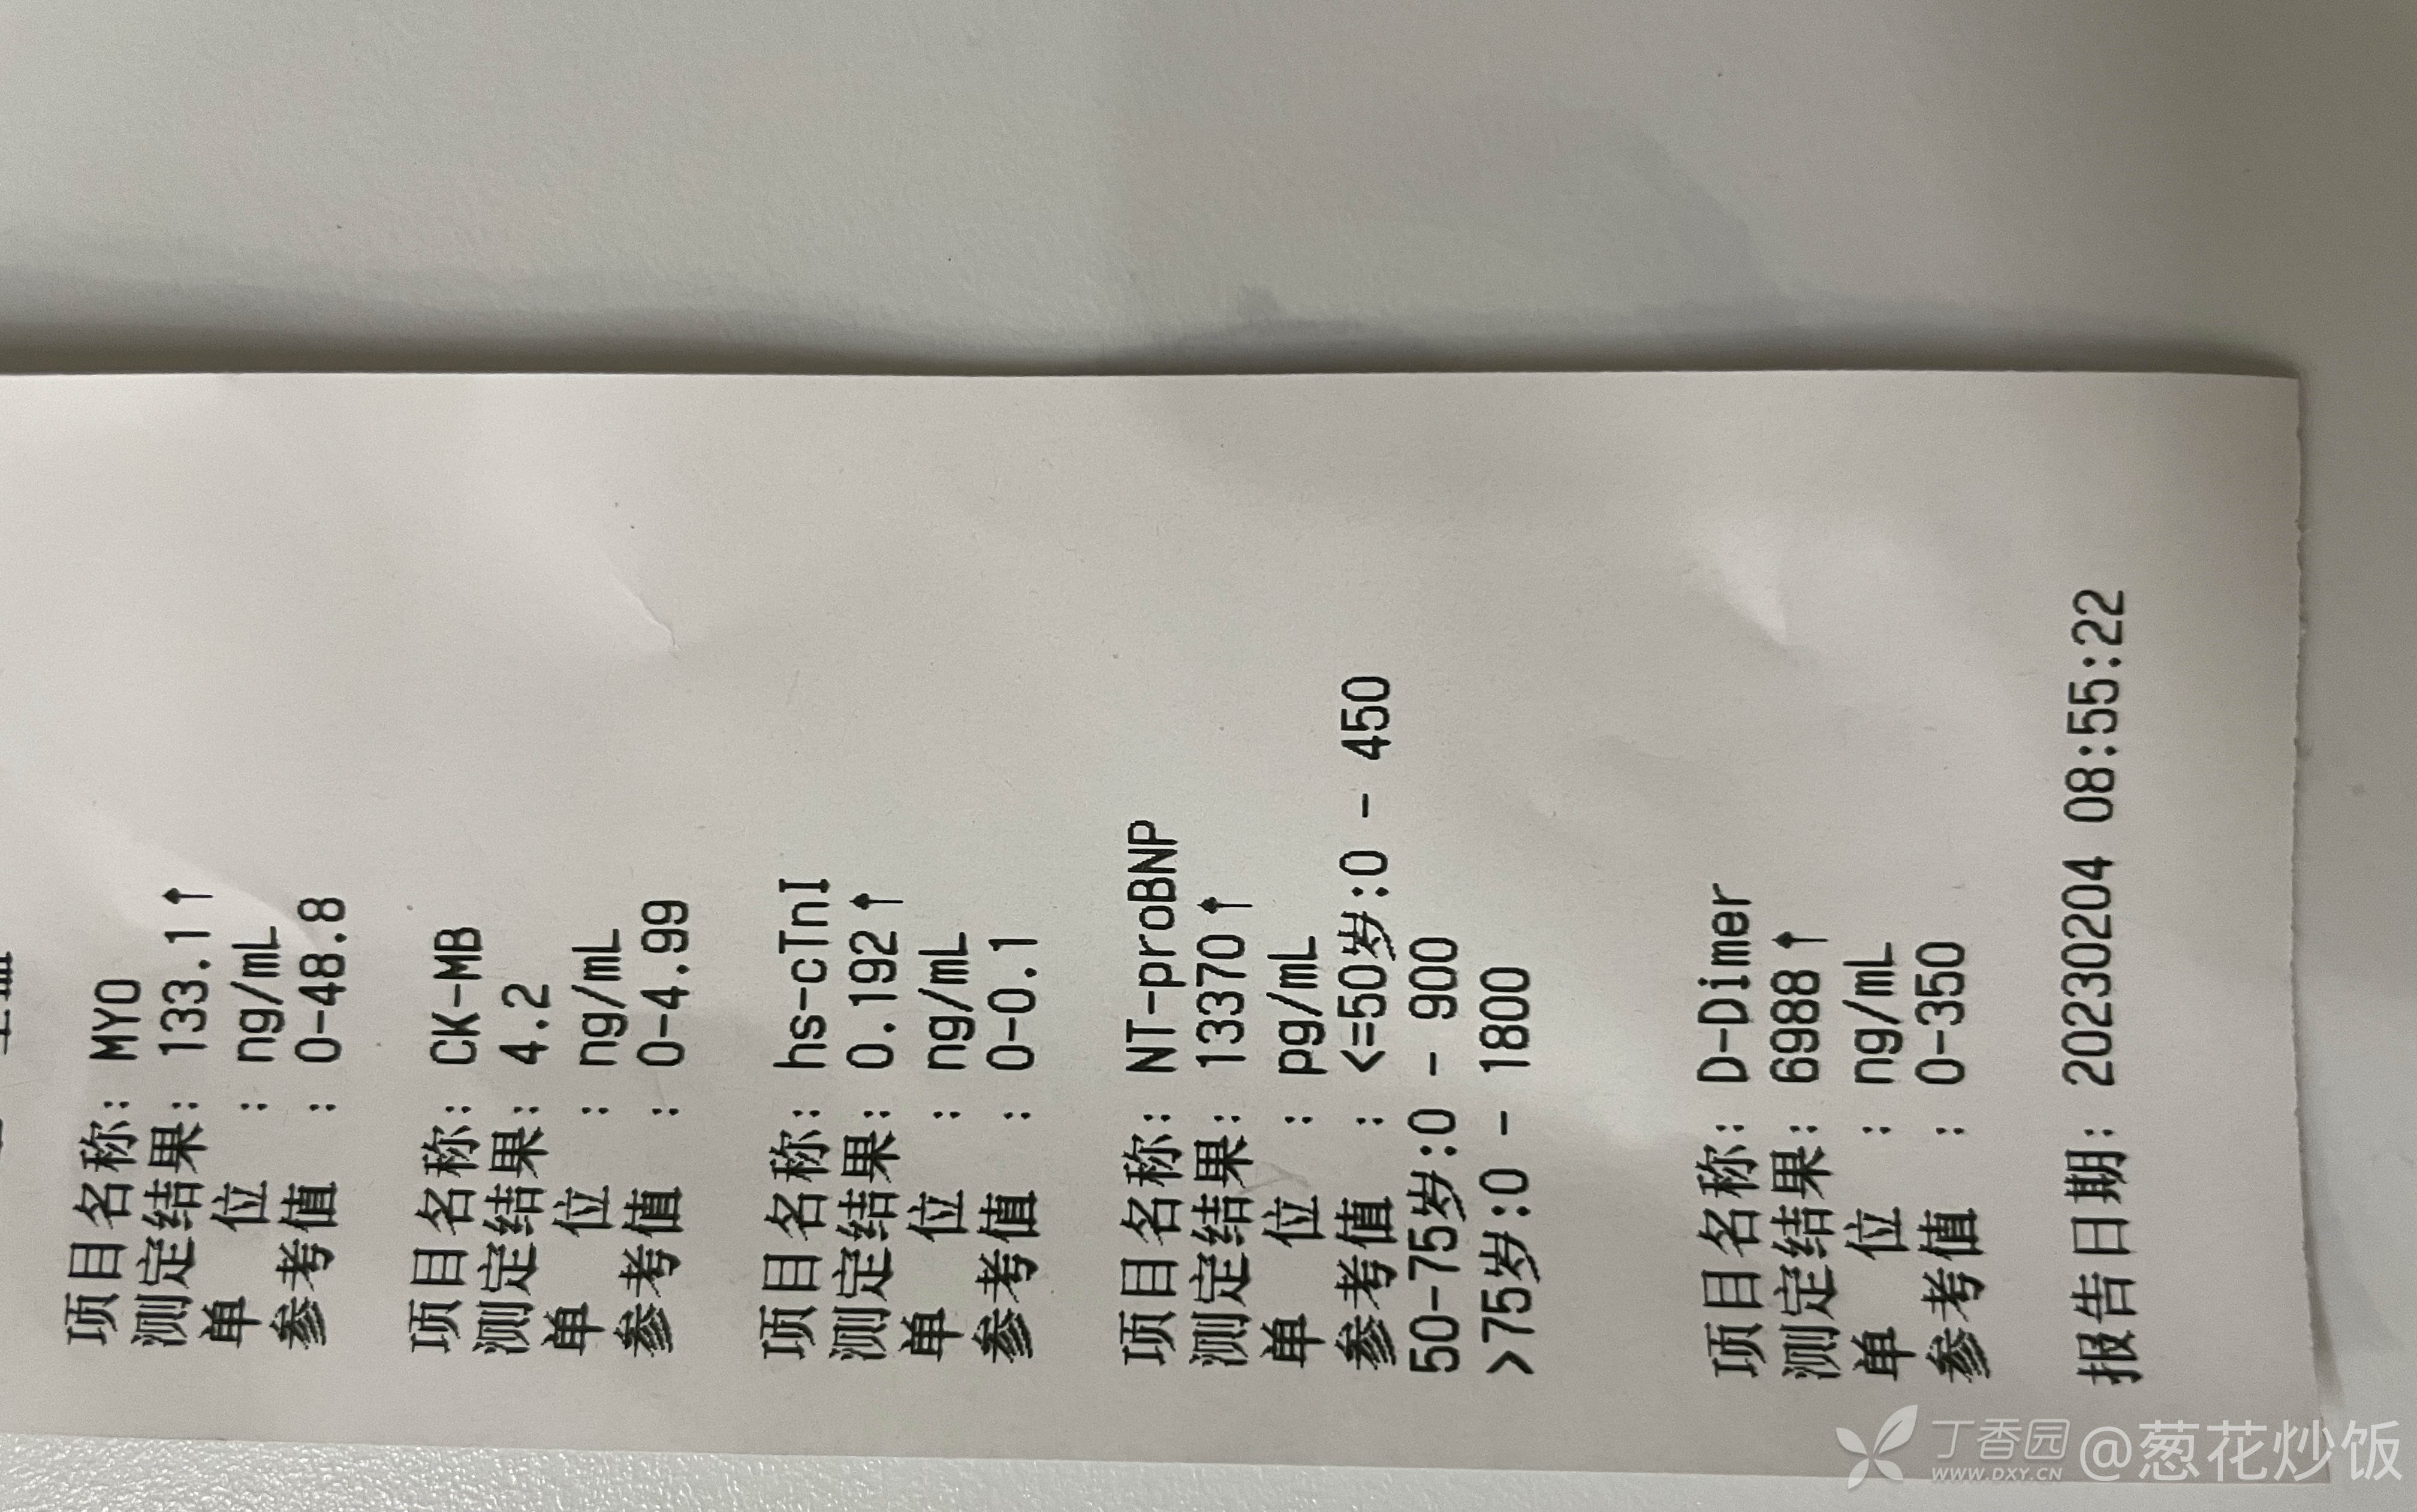 项目名称: MYO
测定结果: 133.1↑
单 位 : ng/mL
参考值 : 0-48.8
项目名称: CK-MB
测定结果: 4.2
单 位 : ng/mL
参考值 : 0-4.99
项目名称: hs-cTnI
测定结果: 0.192↑
单 位 : ng/mL
参考值 : 0-0.1
项目名称: NT-proBNP
测定结果: 13370↑
单 位 : pg/mL
参考值 : <=50岁:0 - 450
50-75岁:0 - 900
>75岁:0 - 1800
项目名称: D-Dimer
测定结果: 6988↑
单 位 : ng/mL
参考值 : 0-350
报告日期: 20230204 08:55:22
丁香园
WWW.DXY.CN
@葱花炒饭